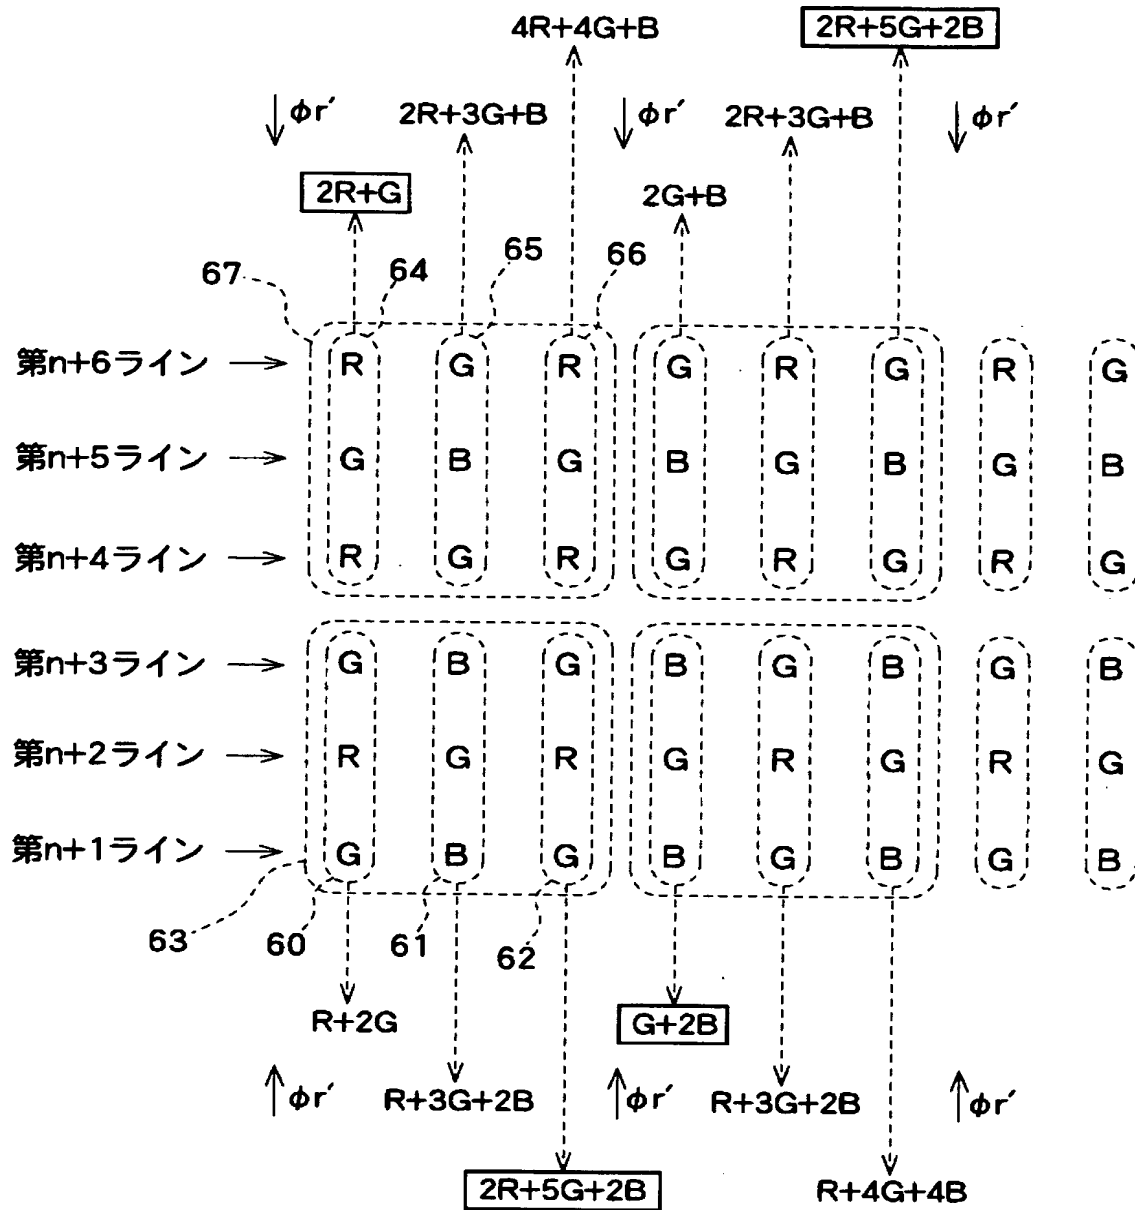 4R+4G+B 2R+5G+2B
φr′ 2R+3G+B φr′ 2R+3G+B φr′
2R+G 2G+B
67 64 65 66
第n+6ライン → R G R G R G R G
第n+5ライン → G B G B G B G B
第n+4ライン → R G R G R G R G
第n+3ライン → G B G B G B G B
第n+2ライン → R G R G R G R G
第n+1ライン → G B G B G B G B
63 60 61 62
R+2G G+2B
φr′ R+3G+2B φr′ R+3G+2B φr′
2R+5G+2B R+4G+4B